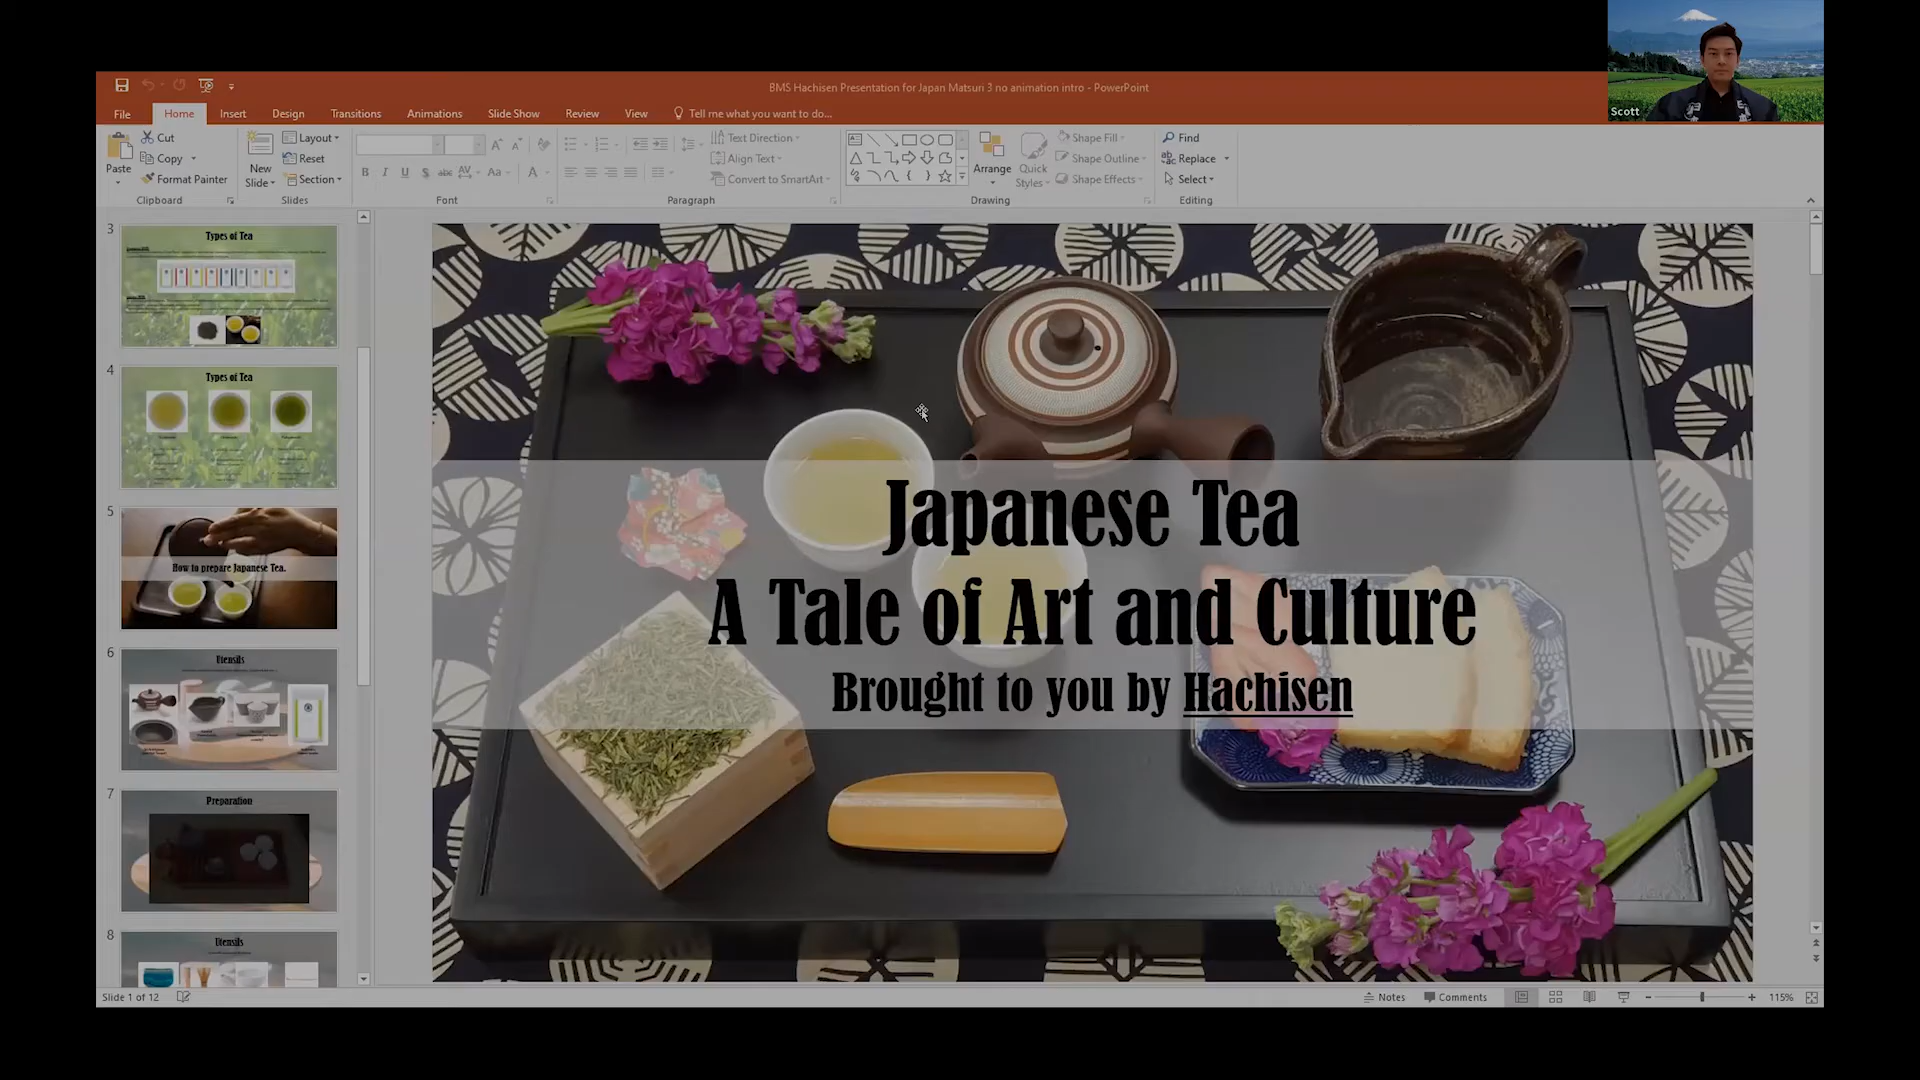 Scott
BMS Hachisen Presentation for Japan Matsuri 3 no animation intro - PowerPoint
File Home Insert Design Transitions Animations Slide Show Review View Tell me what you want to do...
Paste
Cut
Copy
Format Painter
Clipboard
New
Slide
Layout
Reset
Section
Slides
B I U S abc AV Aa A
Font
Text Direction
Align Text
Convert to SmartArt
Paragraph
Arrange
Quick
Styles
Shape Fill
Shape Outline
Shape Effects
Drawing
Find
Replace
Select
Editing
3
Types of Tea
4
Types of Tea
5
How to prepare Japanese Tea.
6
Utensils
7
Preparation
8
Utensils
Japanese Tea
A Tale of Art and Culture
Brought to you by Hachisen
Slide 1 of 12
Notes
Comments
115%